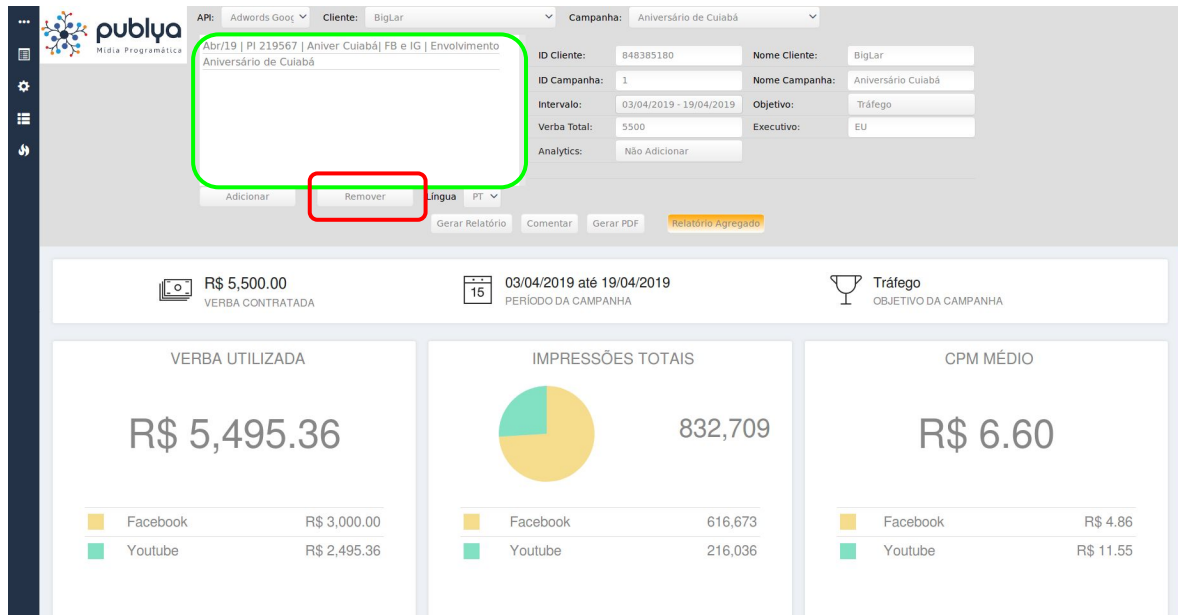 publya
Mídia Programática
API: Adwords Goog Cliente: BigLar Campanha: Aniversário de Cuiabá
Abr/19 | PI 219567 | Aniver Cuiabá| FB e IG | Envolvimento
Aniversário de Cuiabá
ID Cliente: 848385180 Nome Cliente: BigLar
ID Campanha: 1 Nome Campanha: Aniversário Cuiabá
Intervalo: 03/04/2019 - 19/04/2019 Objetivo: Tráfego
Verba Total: 5500 Executivo: EU
Analytics: Não Adicionar
Adicionar Remover Língua PT
Gerar Relatório Comentar Gerar PDF Relatório Agregado
R$ 5,500.00
VERBA CONTRATADA
15
03/04/2019 até 19/04/2019
PERÍODO DA CAMPANHA
Tráfego
OBJETIVO DA CAMPANHA
VERBA UTILIZADA
R$ 5,495.36
Facebook R$ 3,000.00
Youtube R$ 2,495.36
IMPRESSÕES TOTAIS
832,709
Facebook 616,673
Youtube 216,036
CPM MÉDIO
R$ 6.60
Facebook R$ 4.86
Youtube R$ 11.55